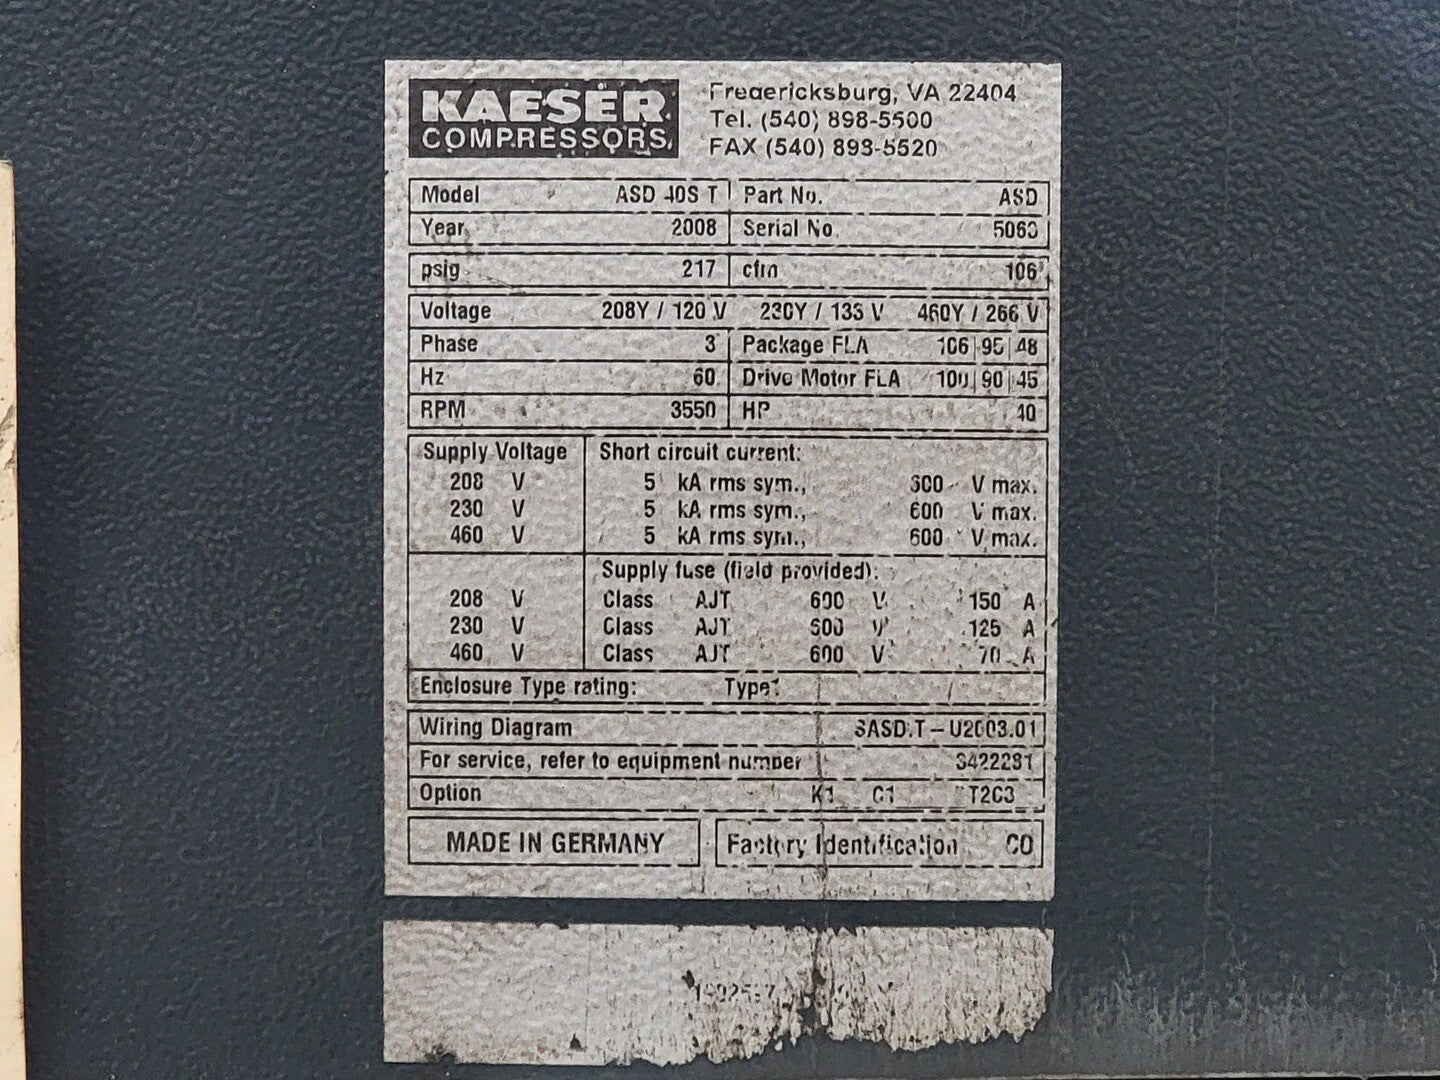 KAESER
COMPRESSORS
Fredericksburg, VA 22404
Tel. (540) 898-5500
FAX (540) 898-5520
Model ASD 40S T Part No. ASD
Year 2008 Serial No.
psig 217 cfm 106
Voltage 208Y / 120 V 230Y / 133 V 460Y / 266 V
Phase 3 Package FLA 106 | 95 | 48
Hz 60 Drive Motor FLA 100 | 90 | 45
RPM 3550 HP 40
Supply Voltage Short circuit current:
208 V 5 kA rms sym., 600 V max.
230 V 5 kA rms sym., 600 V max.
460 V 5 kA rms sym., 600 V max.
Supply fuse (field provided):
208 V Class AJT 600 V 150 A
230 V Class AJT 600 V 125 A
460 V Class AJT 600 V 70 A
Enclosure Type rating: Type1
Wiring Diagram SASD.T – U2003.01
For service, refer to equipment number
Option K1 C1 T2C3
MADE IN GERMANY Factory Identification CO